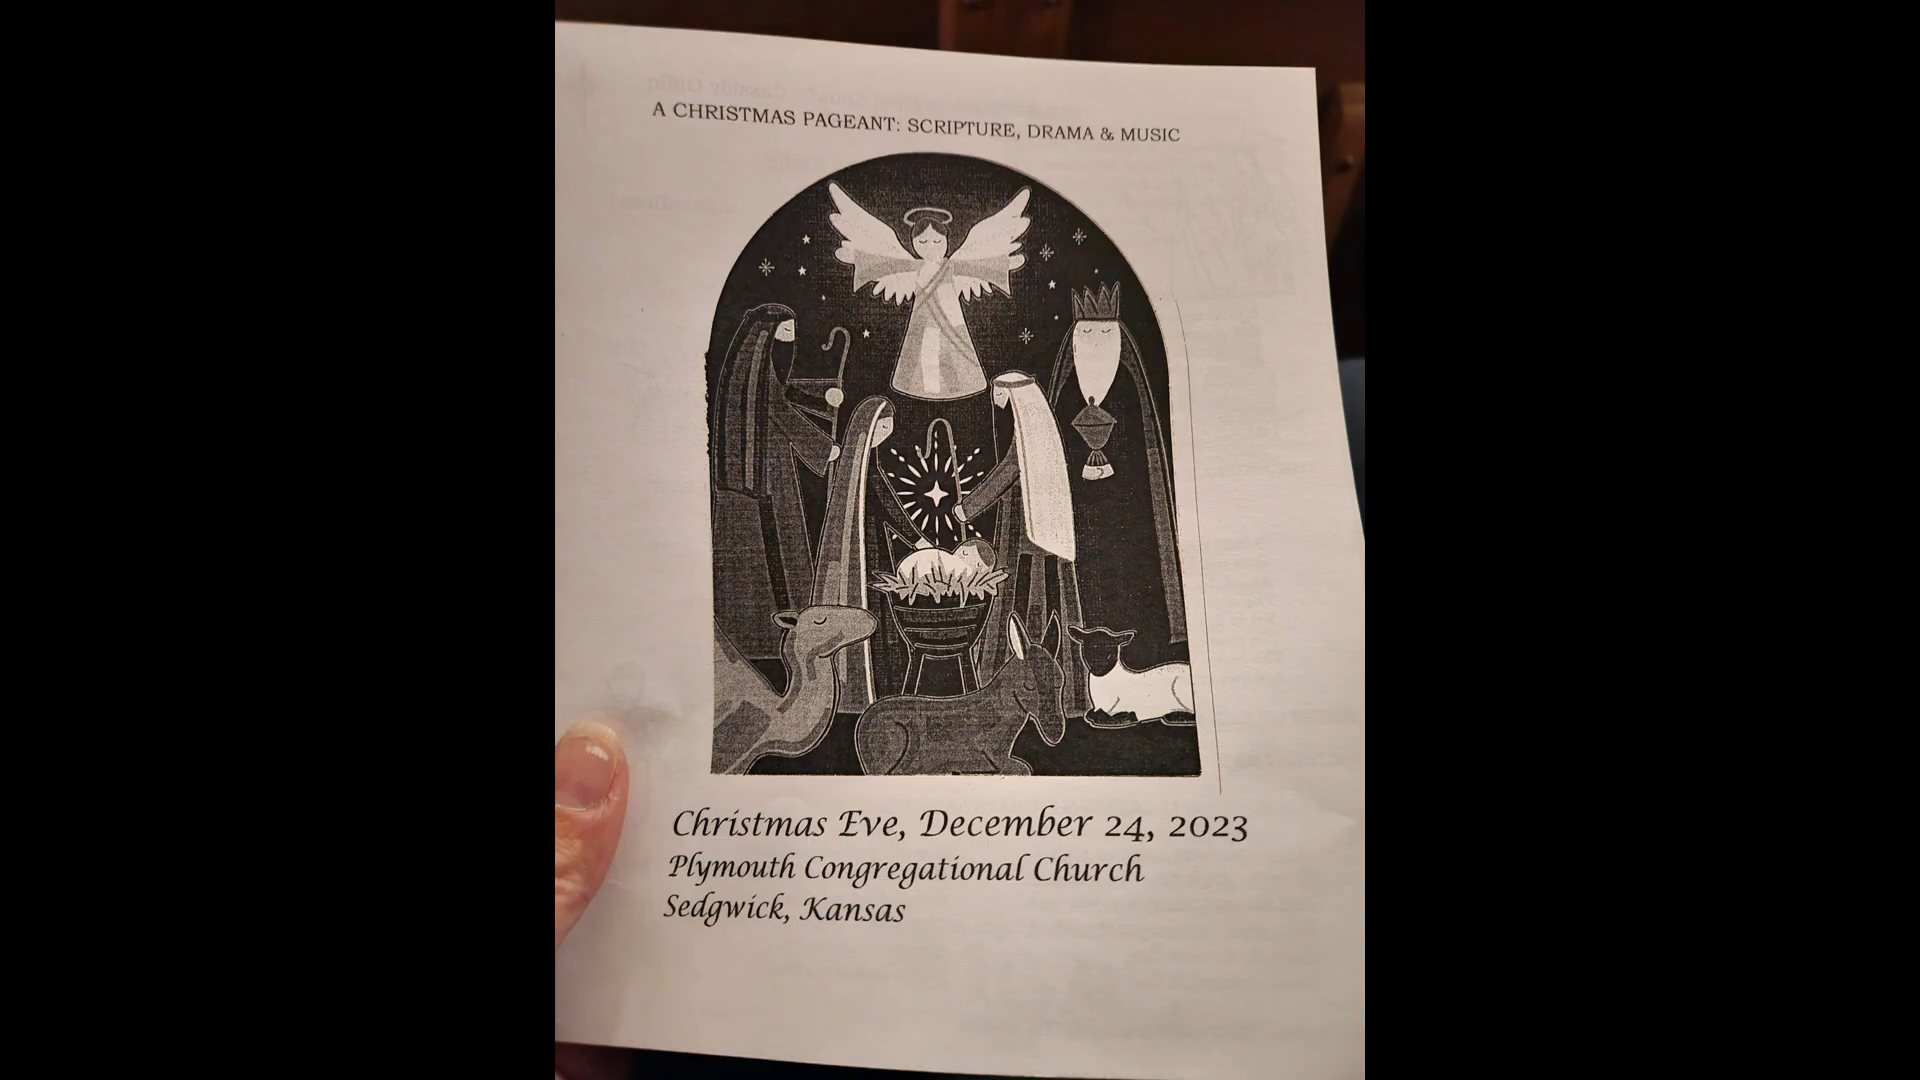 A CHRISTMAS PAGEANT: SCRIPTURE, DRAMA & MUSIC
Christmas Eve, December 24, 2023
Plymouth Congregational Church
Sedgwick, Kansas